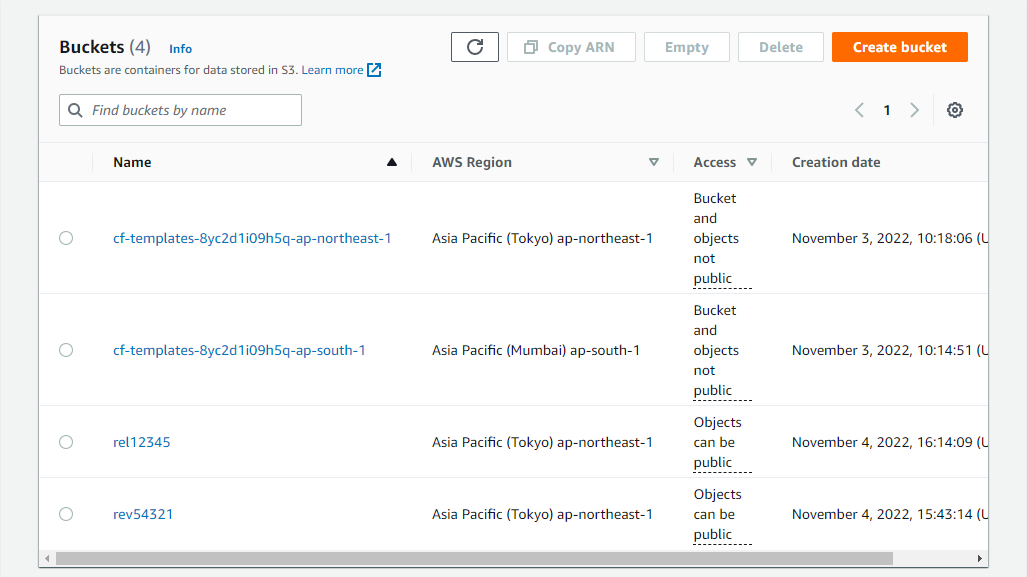 Buckets (4) Info
Copy ARN
Empty
Delete
Create bucket
Buckets are containers for data stored in S3. Learn more
Find buckets by name
1
Name
AWS Region
Access
Creation date
cf-templates-8yc2d1i09h5q-ap-northeast-1
Asia Pacific (Tokyo) ap-northeast-1
Bucket
and
objects
not
public
November 3, 2022, 10:18:06 (U
cf-templates-8yc2d1i09h5q-ap-south-1
Asia Pacific (Mumbai) ap-south-1
Bucket
and
objects
not
public
November 3, 2022, 10:14:51 (U
rel12345
Asia Pacific (Tokyo) ap-northeast-1
Objects
can be
public
November 4, 2022, 16:14:09 (U
rev54321
Asia Pacific (Tokyo) ap-northeast-1
Objects
can be
public
November 4, 2022, 15:43:14 (U